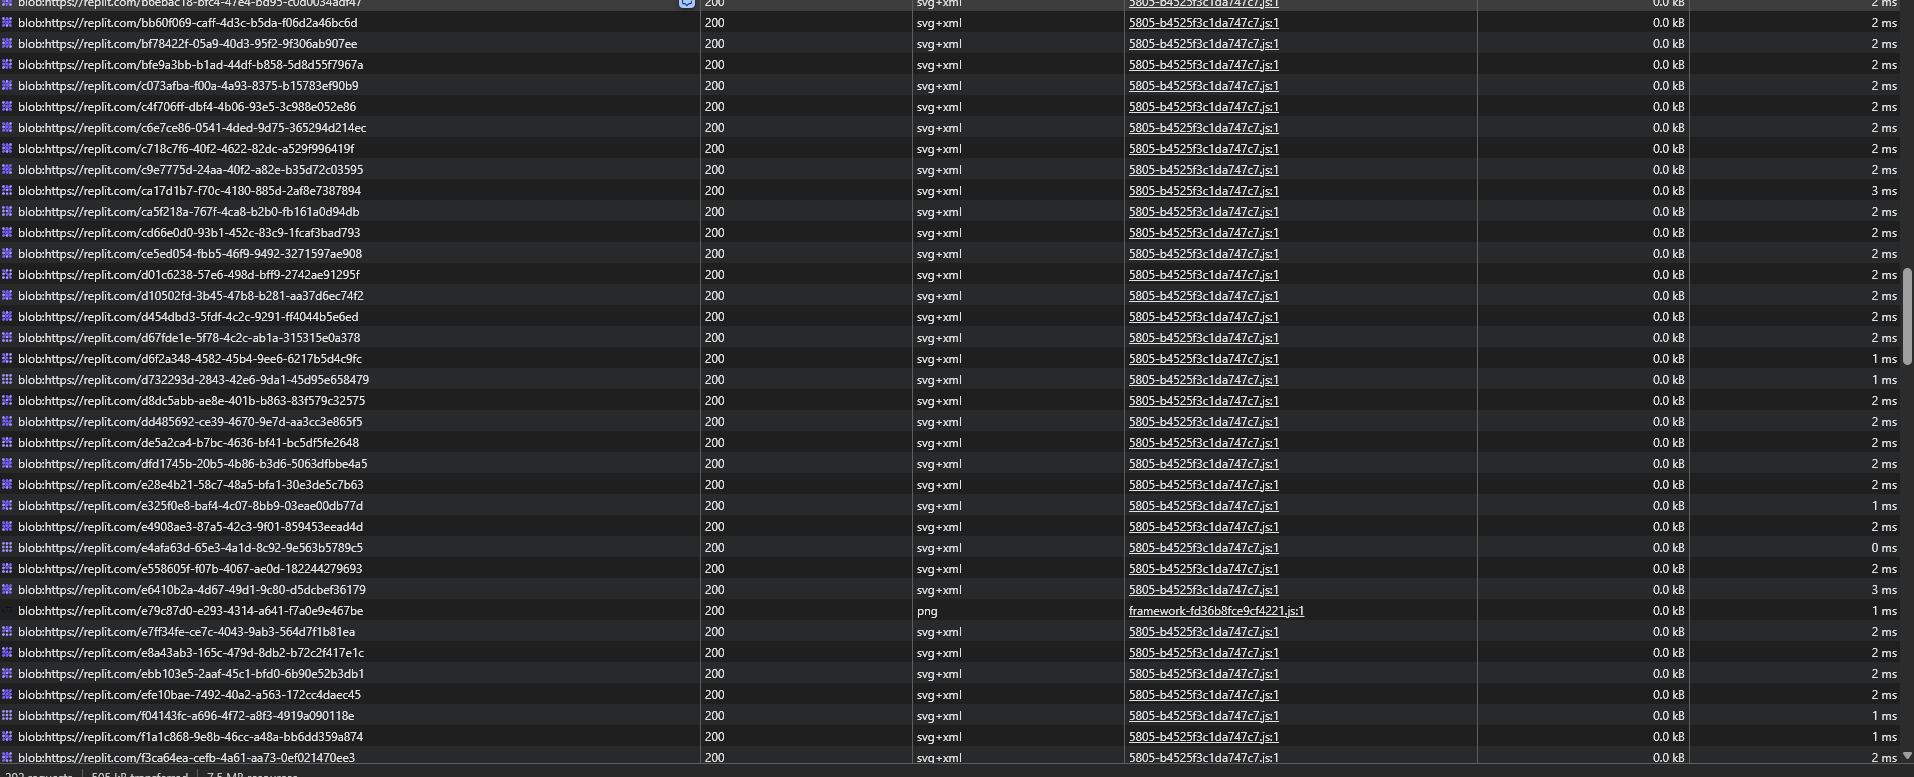 blob:https://replit.com/b6ebac18-bfc4-47e4-bd95-c0d0034adf47 200 svg+xml 5805-b4525f3c1da747c7.js:1 0.0 kB 2 ms
blob:https://replit.com/bb60f069-caff-4d3c-b5da-f06d2a46bc6d 200 svg+xml 5805-b4525f3c1da747c7.js:1 0.0 kB 2 ms
blob:https://replit.com/bf78422f-05a9-40d3-95f2-9f306ab907ee 200 svg+xml 5805-b4525f3c1da747c7.js:1 0.0 kB 2 ms
blob:https://replit.com/bfe9a3bb-b1ad-44df-b858-5d8d55f7967a 200 svg+xml 5805-b4525f3c1da747c7.js:1 0.0 kB 2 ms
blob:https://replit.com/c073afba-f00a-4a93-8375-b15783ef90b9 200 svg+xml 5805-b4525f3c1da747c7.js:1 0.0 kB 2 ms
blob:https://replit.com/c4f706ff-dbf4-4b06-93e5-3c988e052e86 200 svg+xml 5805-b4525f3c1da747c7.js:1 0.0 kB 2 ms
blob:https://replit.com/c6e7ce86-0541-4ded-9d75-365294d214ec 200 svg+xml 5805-b4525f3c1da747c7.js:1 0.0 kB 2 ms
blob:https://replit.com/c718c7f6-40f2-4622-82dc-a529f996419f 200 svg+xml 5805-b4525f3c1da747c7.js:1 0.0 kB 2 ms
blob:https://replit.com/c9e7775d-24aa-40f2-a82e-b35d72c03595 200 svg+xml 5805-b4525f3c1da747c7.js:1 0.0 kB 2 ms
blob:https://replit.com/ca17d1b7-f70c-4180-885d-2af8e7387894 200 svg+xml 5805-b4525f3c1da747c7.js:1 0.0 kB 3 ms
blob:https://replit.com/ca5f218a-767f-4ca8-b2b0-fb161a0d94db 200 svg+xml 5805-b4525f3c1da747c7.js:1 0.0 kB 2 ms
blob:https://replit.com/cd66e0d0-93b1-452c-83c9-1fcaf3bad793 200 svg+xml 5805-b4525f3c1da747c7.js:1 0.0 kB 2 ms
blob:https://replit.com/ce5ed054-fbb5-46f9-9492-3271597ae908 200 svg+xml 5805-b4525f3c1da747c7.js:1 0.0 kB 2 ms
blob:https://replit.com/d01c6238-57e6-498d-bff9-2742ae91295f 200 svg+xml 5805-b4525f3c1da747c7.js:1 0.0 kB 2 ms
blob:https://replit.com/d10502fd-3b45-47b8-b281-aa37d6ec74f2 200 svg+xml 5805-b4525f3c1da747c7.js:1 0.0 kB 2 ms
blob:https://replit.com/d454dbd3-5fdf-4c2c-9291-ff4044b5e6ed 200 svg+xml 5805-b4525f3c1da747c7.js:1 0.0 kB 2 ms
blob:https://replit.com/d67fde1e-5f78-4c2c-ab1a-315315e0a378 200 svg+xml 5805-b4525f3c1da747c7.js:1 0.0 kB 2 ms
blob:https://replit.com/d6f2a348-4582-45b4-9ee6-6217b5d4c9fc 200 svg+xml 5805-b4525f3c1da747c7.js:1 0.0 kB 1 ms
blob:https://replit.com/d732293d-2843-42e6-9da1-45d95e658479 200 svg+xml 5805-b4525f3c1da747c7.js:1 0.0 kB 1 ms
blob:https://replit.com/d8dc5abb-ae8e-401b-b863-83f579c32575 200 svg+xml 5805-b4525f3c1da747c7.js:1 0.0 kB 2 ms
blob:https://replit.com/dd485692-ce39-4670-9e7d-aa3cc3e865f5 200 svg+xml 5805-b4525f3c1da747c7.js:1 0.0 kB 2 ms
blob:https://replit.com/de5a2ca4-b7bc-4636-bf41-bc5df5fe2648 200 svg+xml 5805-b4525f3c1da747c7.js:1 0.0 kB 2 ms
blob:https://replit.com/dfd1745b-20b5-4b86-b3d6-5063dfbbe4a5 200 svg+xml 5805-b4525f3c1da747c7.js:1 0.0 kB 2 ms
blob:https://replit.com/e28e4b21-58c7-48a5-bfa1-30e3de5c7b63 200 svg+xml 5805-b4525f3c1da747c7.js:1 0.0 kB 2 ms
blob:https://replit.com/e325f0e8-baf4-4c07-8bb9-03eae00db77d 200 svg+xml 5805-b4525f3c1da747c7.js:1 0.0 kB 1 ms
blob:https://replit.com/e4908ae3-87a5-42c3-9f01-859453eead4d 200 svg+xml 5805-b4525f3c1da747c7.js:1 0.0 kB 2 ms
blob:https://replit.com/e4afa63d-65e3-4a1d-8c92-9e563b5789c5 200 svg+xml 5805-b4525f3c1da747c7.js:1 0.0 kB 0 ms
blob:https://replit.com/e558605f-f07b-4067-ae0d-182244279693 200 svg+xml 5805-b4525f3c1da747c7.js:1 0.0 kB 2 ms
blob:https://replit.com/e6410b2a-4d67-49d1-9c80-d5dcbef36179 200 svg+xml 5805-b4525f3c1da747c7.js:1 0.0 kB 3 ms
blob:https://replit.com/e79c87d0-e293-4314-a641-f7a0e9e467be 200 png framework-fd36b8fce9cf4221.js:1 0.0 kB 1 ms
blob:https://replit.com/e7ff34fe-ce7c-4043-9ab3-564d7f1b81ea 200 svg+xml 5805-b4525f3c1da747c7.js:1 0.0 kB 2 ms
blob:https://replit.com/e8a43ab3-165c-479d-8db2-b72c2f417e1c 200 svg+xml 5805-b4525f3c1da747c7.js:1 0.0 kB 2 ms
blob:https://replit.com/ebb103e5-2aaf-45c1-bfd0-6b90e52b3db1 200 svg+xml 5805-b4525f3c1da747c7.js:1 0.0 kB 2 ms
blob:https://replit.com/efe10bae-7492-40a2-a563-172cc4daec45 200 svg+xml 5805-b4525f3c1da747c7.js:1 0.0 kB 2 ms
blob:https://replit.com/f04143fc-a696-4f72-a8f3-4919a090118e 200 svg+xml 5805-b4525f3c1da747c7.js:1 0.0 kB 1 ms
blob:https://replit.com/f1a1c868-9e8b-46cc-a48a-bb6dd359a874 200 svg+xml 5805-b4525f3c1da747c7.js:1 0.0 kB 1 ms
blob:https://replit.com/f3ca64ea-cefb-4a61-aa73-0ef021470ee3 200 svg+xml 5805-b4525f3c1da747c7.js:1 0.0 kB 2 ms
requests transferred resources